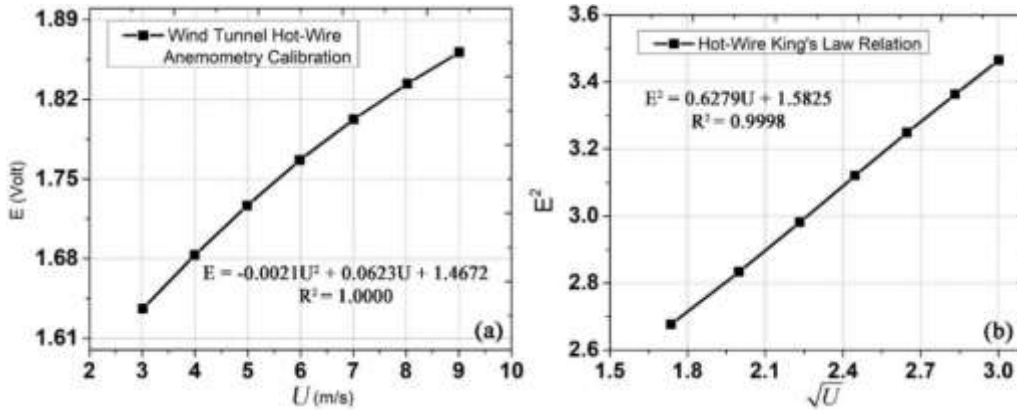 1.89
1.82
1.75
1.68
1.61
E (Volt)
Wind Tunnel Hot-Wire
Anemometry Calibration
E = -0.0021U² + 0.0623U + 1.4672
R² = 1.0000
(a)
2 3 4 5 6 7 8 9 10
U (m/s)
3.6
3.4
3.2
3.0
2.8
2.6
E²
Hot-Wire King's Law Relation
E² = 0.6279U + 1.5825
R² = 0.9998
(b)
1.5 1.8 2.1 2.4 2.7 3.0
√U